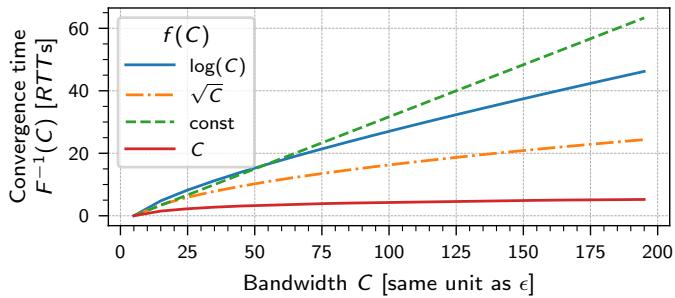 Convergence time
F⁻¹(C) [RTTs]
60
40
20
0
f(C)
log(C)
√C
const
C
0 25 50 75 100 125 150 175 200
Bandwidth C [same unit as ϵ]